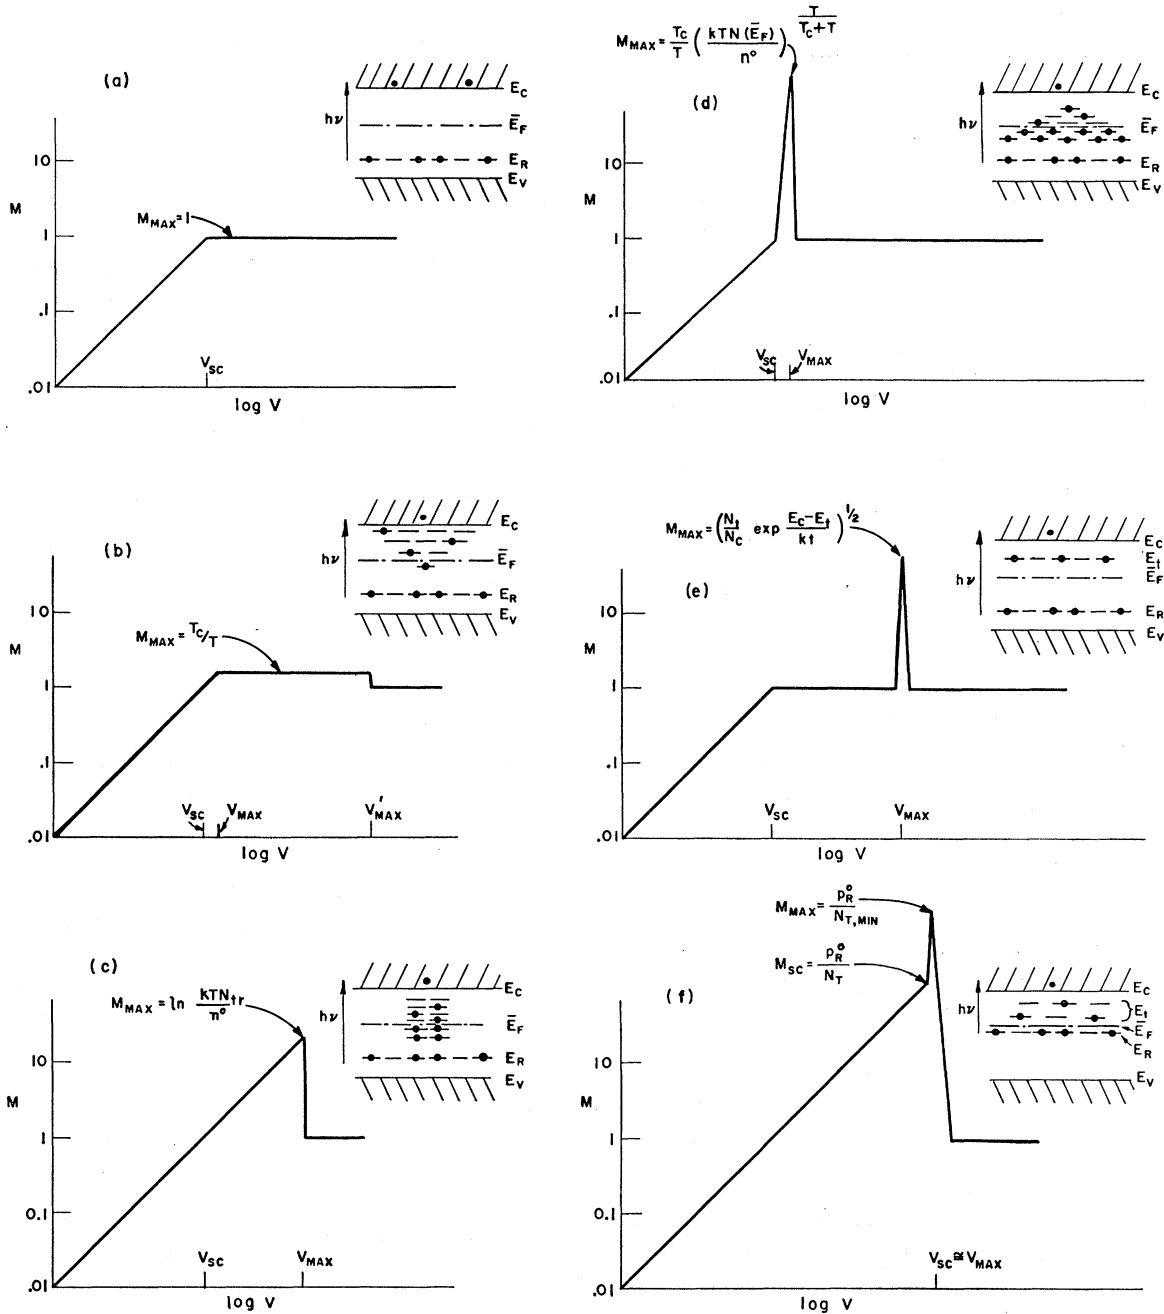 (a)
M
10
1
.1
.01
M_MAX = 1
V_SC
log V
hν
E_C
Ē_F
E_R
E_V
(b)
M
10
1
.1
.01
M_MAX = T_C/T
V_SC
V_MAX
V'_MAX
log V
hν
E_C
Ē_F
E_R
E_V
(c)
M
10
1
0.1
.01
M_MAX = ln kTN_tr / n°
V_SC
V_MAX
log V
hν
E_C
Ē_F
E_R
E_V
(d)
M
10
1
.1
.01
M_MAX = T_C/T (kTN(Ē_F) / n°)^(T / T_C+T)
V_SC
V_MAX
log V
hν
E_C
Ē_F
E_R
E_V
(e)
M
10
1
.1
.01
M_MAX = (N_t/N_C exp E_C–E_t / kt)^1/2
V_SC
V_MAX
log V
hν
E_C
E_t
Ē_F
E_R
E_V
(f)
M
10
1
0.1
.01
M_MAX = p_R° / N_T,MIN
M_SC = p_R° / N_T
V_SC ≅ V_MAX
log V
hν
E_C
E_t
Ē_F
E_R
E_V